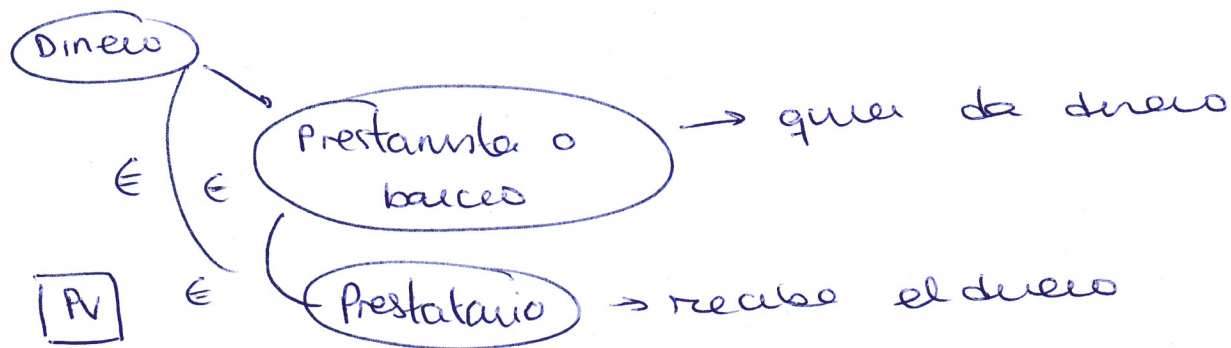 Dinero
Prestamista o → quien da dinero
banco
€ €
PV € Prestatario → recibe el dinero